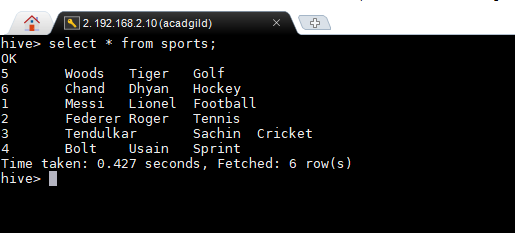 2. 192.168.2.10 (acadgild)
hive> select * from sports;
OK
5 Woods Tiger Golf
6 Chand Dhyan Hockey
1 Messi Lionel Football
2 Federer Roger Tennis
3 Tendulkar Sachin Cricket
4 Bolt Usain Sprint
Time taken: 0.427 seconds, Fetched: 6 row(s)
hive>